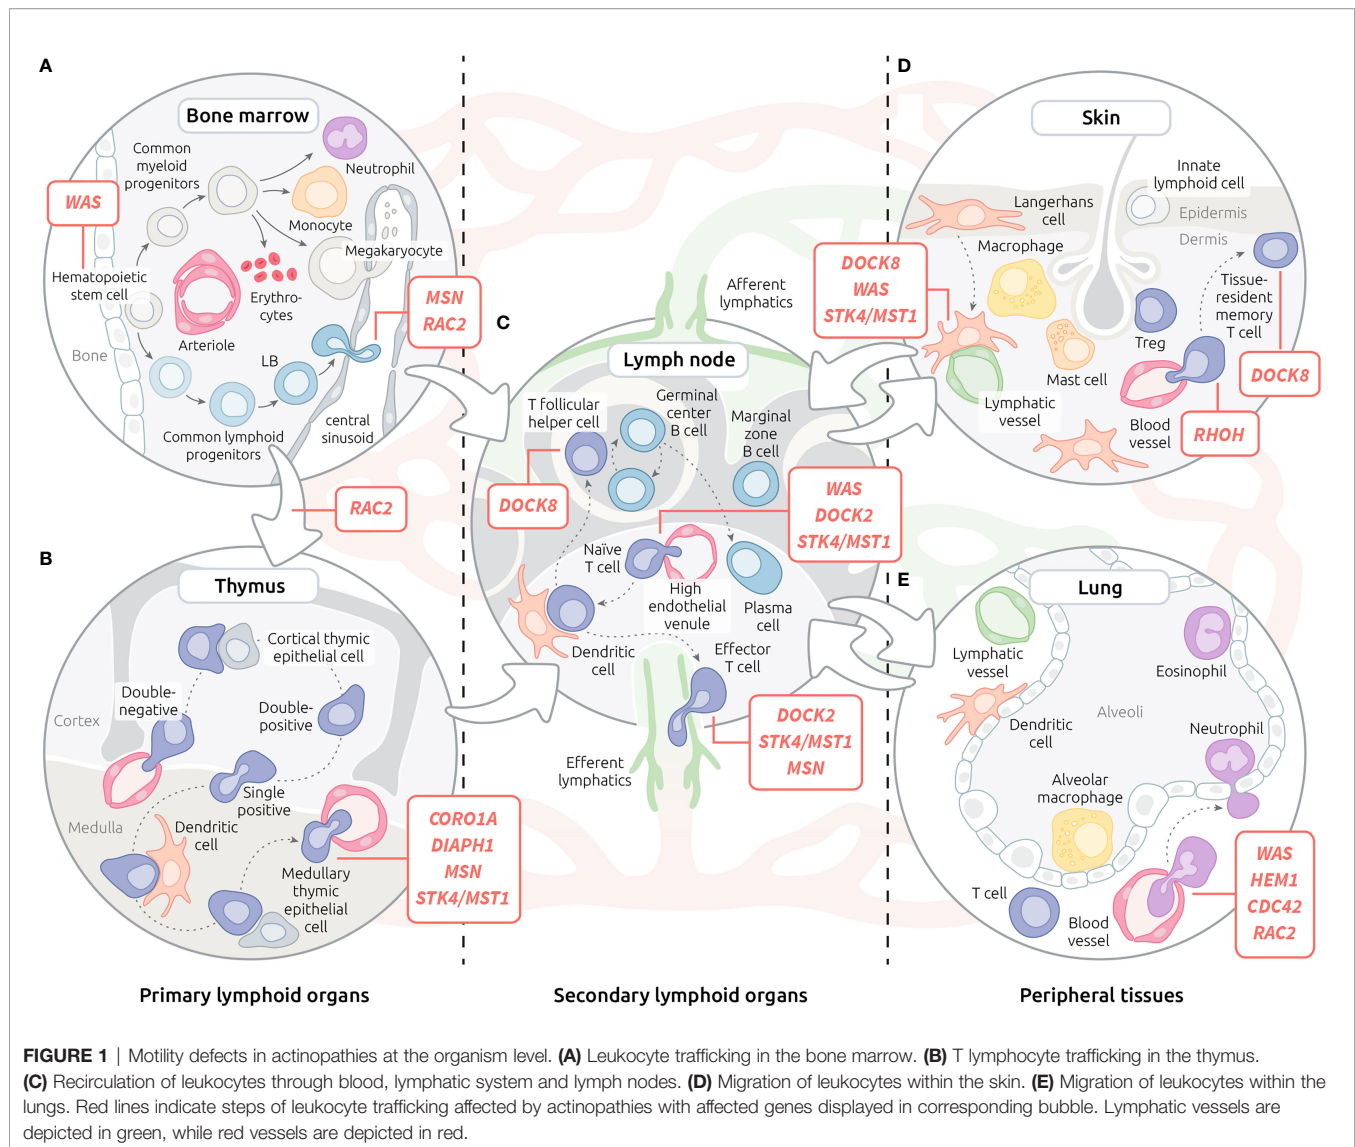 A
Bone marrow
Common
myeloid
progenitors
Neutrophil
WAS
Monocyte
Megakaryocyte
Hematopoietic
stem cell
Erythro-
cytes
MSN
RAC2
Arteriole
Bone
LB
central
sinusoid
Common lymphoid
progenitors
RAC2
B
Thymus
Cortical thymic
epithelial cell
Double-
negative
Double-
positive
Cortex
Single
positive
Medulla
Dendritic
cell
Medullary
thymic
epithelial
cell
CORO1A
DIAPH1
MSN
STK4/MST1
Primary lymphoid organs
C
Afferent
lymphatics
Lymph node
T follicular
helper cell
Germinal
center
B cell
Marginal
zone
B cell
DOCK8
WAS
DOCK2
STK4/MST1
Naïve
T cell
High
endothelial
venule
Plasma
cell
Dendritic
cell
Effector
T cell
DOCK2
STK4/MST1
MSN
Efferent
lymphatics
Secondary lymphoid organs
D
Skin
Innate
lymphoid cell
Langerhans
cell
Epidermis
Dermis
Macrophage
DOCK8
WAS
STK4/MST1
Tissue-
resident
memory
T cell
Treg
Mast cell
DOCK8
Lymphatic
vessel
Blood
vessel
RHOH
E
Lung
Lymphatic
vessel
Eosinophil
Alveoli
Dendritic
cell
Neutrophil
Alveolar
macrophage
T cell
Blood
vessel
WAS
HEM1
CDC42
RAC2
Peripheral tissues
FIGURE 1 | Motility defects in actinopathies at the organism level. (A) Leukocyte trafficking in the bone marrow. (B) T lymphocyte trafficking in the thymus.
(C) Recirculation of leukocytes through blood, lymphatic system and lymph nodes. (D) Migration of leukocytes within the skin. (E) Migration of leukocytes within the
lungs. Red lines indicate steps of leukocyte trafficking affected by actinopathies with affected genes displayed in corresponding bubble. Lymphatic vessels are
depicted in green, while red vessels are depicted in red.